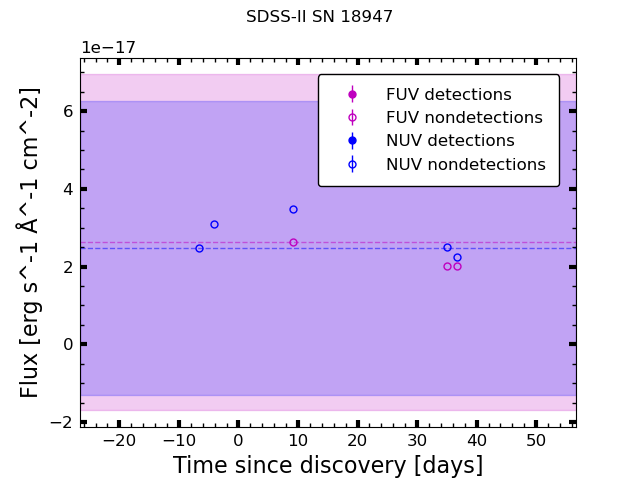 SDSS-II SN 18947
1e−17
FUV detections
FUV nondetections
NUV detections
NUV nondetections
6
4
2
0
−2
−20 −10 0 10 20 30 40 50
Time since discovery [days]
Flux [erg s^-1 Å^-1 cm^-2]